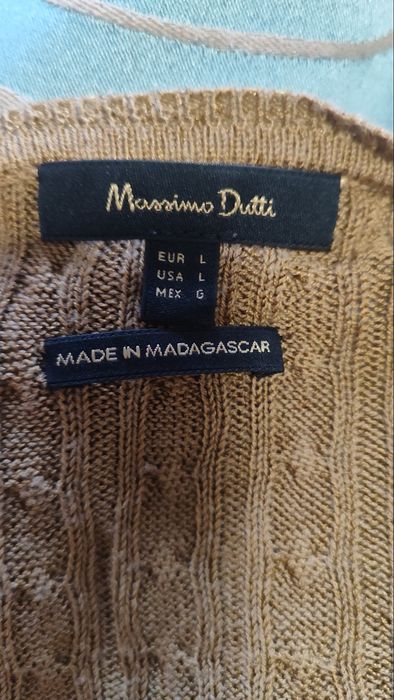 Massimo Dutti
EUR L
USA L
MEX G
MADE IN MADAGASCAR